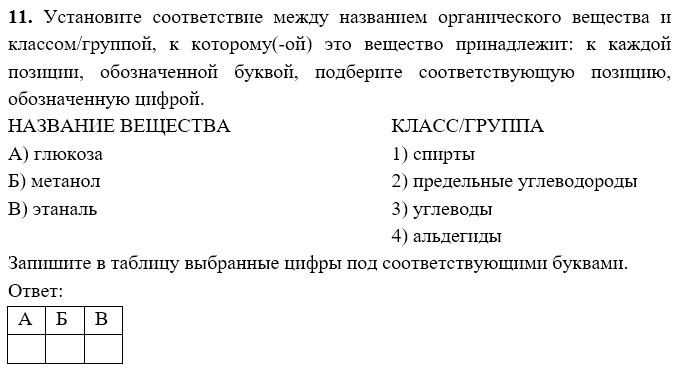 11. Установите соответствие между названием органического вещества и
классом/группой, к которому(-ой) это вещество принадлежит: к каждой
позиции, обозначенной буквой, подберите соответствующую позицию,
обозначенную цифрой.
НАЗВАНИЕ ВЕЩЕСТВА КЛАСС/ГРУППА
А) глюкоза 1) спирты
Б) метанол 2) предельные углеводороды
В) этаналь 3) углеводы
4) альдегиды
Запишите в таблицу выбранные цифры под соответствующими буквами.
Ответ:
А Б В